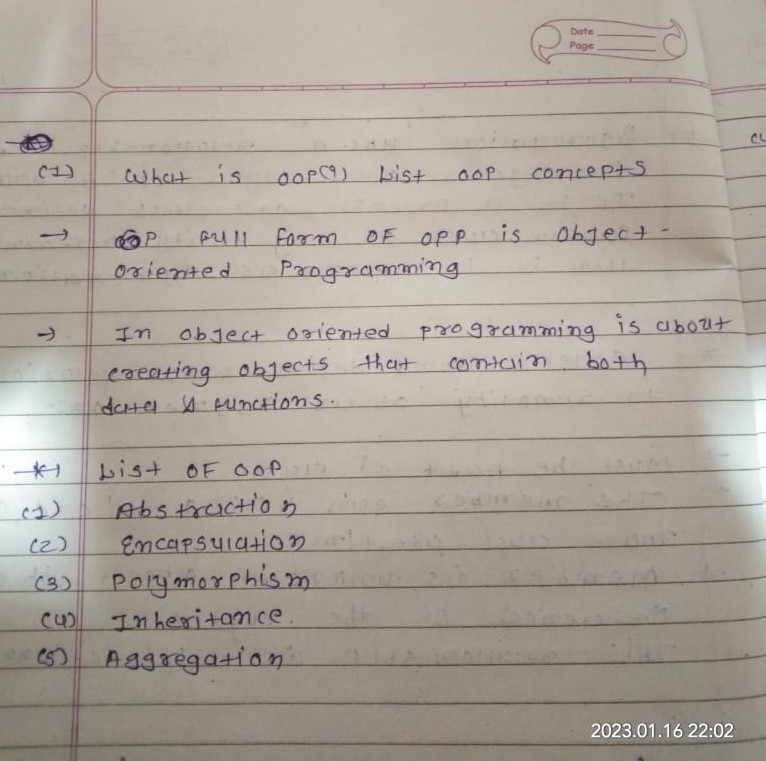 Date
Page
(1) What is OOP(?) List OOP concepts
→ P full form OF OPP is Object-
oriented Programming
→ In object oriented programming is about
creating objects that contain both
data & functions.
* List OF OOP
(1) Abstraction
(2) Encapsulation
(3) Polymorphism
(4) Inheritance.
(5) Aggregation
2023.01.16 22:02